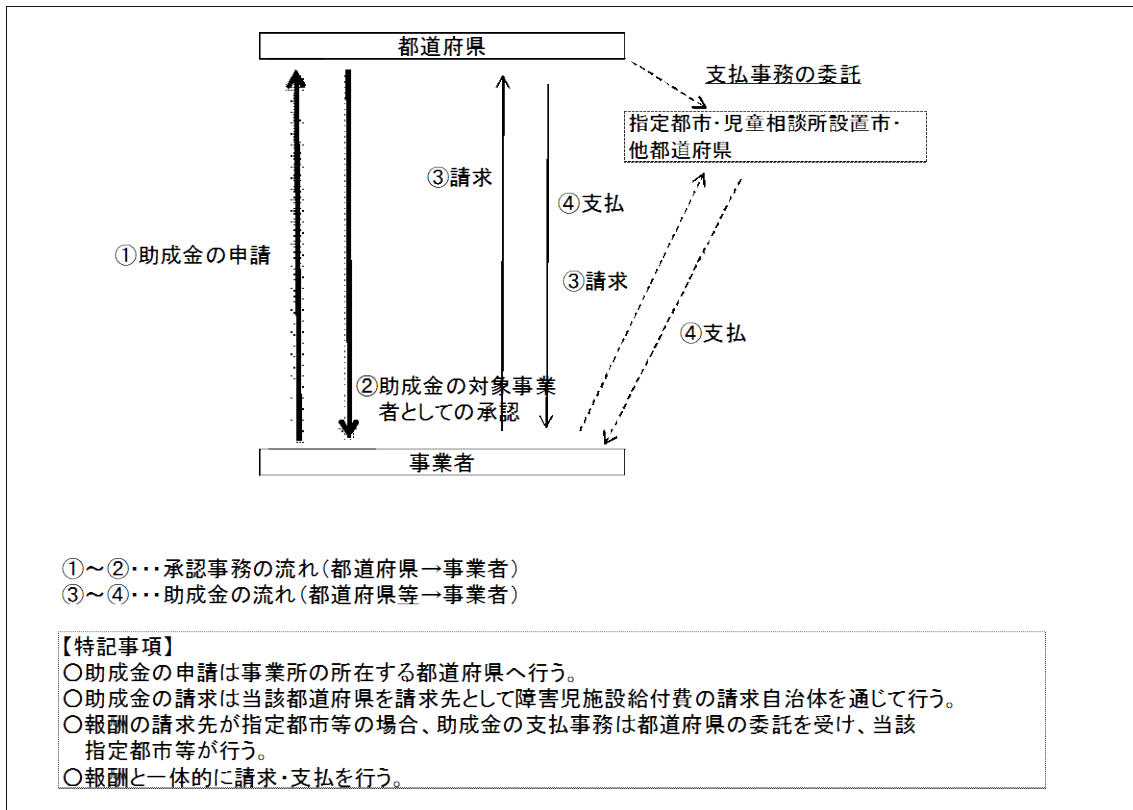 都道府県
支払事務の委託
指定都市・児童相談所設置市・
他都道府県
③請求
④支払
①助成金の申請
③請求
④支払
②助成金の対象事業
者としての承認
事業者
①～②・・・承認事務の流れ（都道府県→事業者）
③～④・・・助成金の流れ（都道府県等→事業者）
【特記事項】
○助成金の申請は事業所の所在する都道府県へ行う。
○助成金の請求は当該都道府県を請求先として障害児施設給付費の請求自治体を通じて行う。
○報酬の請求先が指定都市等の場合、助成金の支払事務は都道府県の委託を受け、当該
指定都市等が行う。
○報酬と一体的に請求・支払を行う。